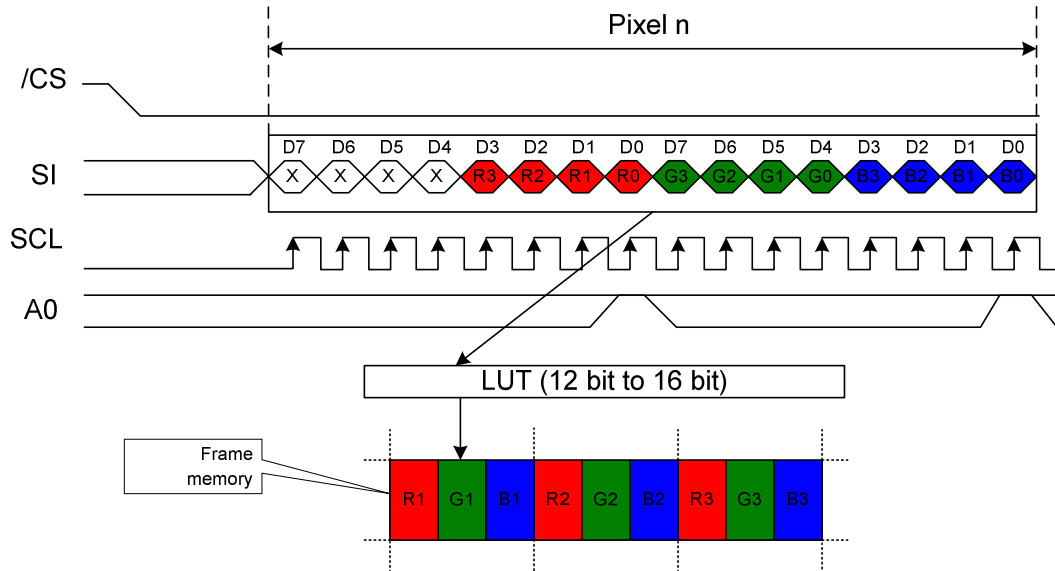 Pixel n
/CS
D7 D6 D5 D4 D3 D2 D1 D0 D7 D6 D5 D4 D3 D2 D1 D0
SI X X X X R3 R2 R1 R0 G3 G2 G1 G0 B3 B2 B1 B0
SCL
A0
LUT (12 bit to 16 bit)
Frame
memory
R1 G1 B1 R2 G2 B2 R3 G3 B3